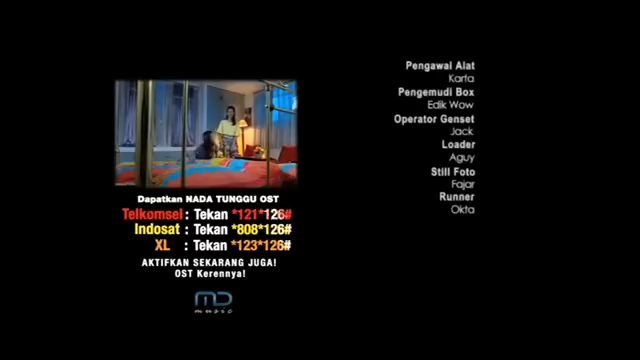 Dapatkan NADA TUNGGU OST
Telkomsel : Tekan *121*126#
Indosat : Tekan *808*126#
XL : Tekan *123*126#
AKTIFKAN SEKARANG JUGA!
OST Kerennya!
MD
music
Pengawal Alat
Karta
Pengemudi Box
Edik Wow
Operator Genset
Jack
Loader
Aguy
Still Foto
Fajar
Runner
Okta